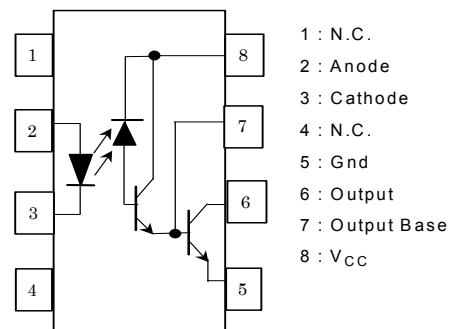 1
2
3
4
8
7
6
5
1 : N.C.
2 : Anode
3 : Cathode
4 : N.C.
5 : Gnd
6 : Output
7 : Output Base
8 : VCC